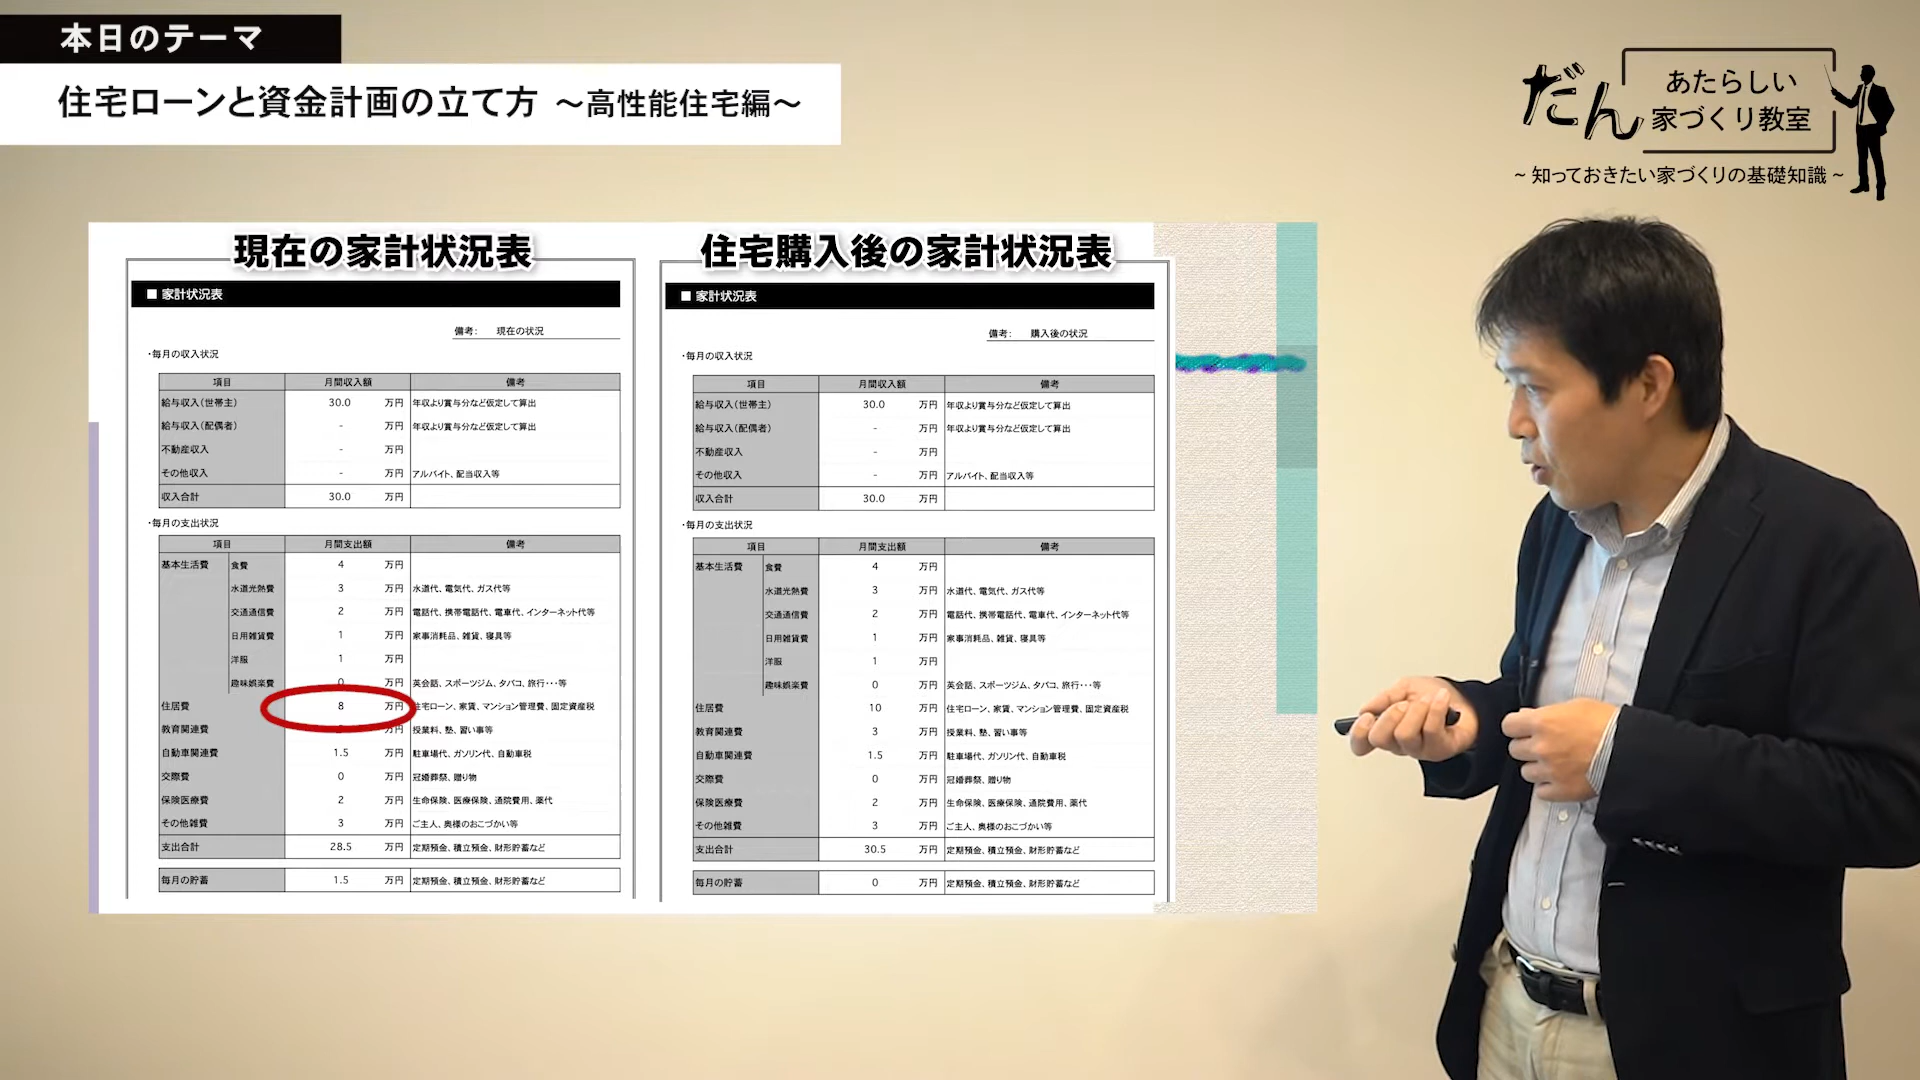 本日のテーマ
住宅ローンと資金計画の立て方 ～高性能住宅編～
だん
あたらしい
家づくり教室
~ 知っておきたい家づくりの基礎知識 ~
現在の家計状況表
■ 家計状況表
備考: 現在の状況
・毎月の収入状況
項目 月間収入額 備考
給与収入(世帯主) 30.0 万円 年収より賞与分など仮定して算出
給与収入(配偶者) - 万円 年収より賞与分など仮定して算出
不動産収入 - 万円
その他収入 - 万円 アルバイト、配当収入等
収入合計 30.0 万円
・毎月の支出状況
項目 月間支出額 備考
基本生活費 食費 4 万円
水道光熱費 3 万円 水道代、電気代、ガス代等
交通通信費 2 万円 電話代、携帯電話代、電車代、インターネット代等
日用雑貨費 1 万円 家事消耗品、雑貨、寝具等
洋服 1 万円
趣味娯楽費 0 万円 英会話、スポーツジム、タバコ、旅行・・・等
住居費 8 万円 住宅ローン、家賃、マンション管理費、固定資産税
教育関連費 万円 授業料、塾、習い事等
自動車関連費 1.5 万円 駐車場代、ガソリン代、自動車税
交際費 0 万円 冠婚葬祭、贈り物
保険医療費 2 万円 生命保険、医療保険、通院費用、薬代
その他雑費 3 万円 ご主人、奥様のおこづかい等
支出合計 28.5 万円 定期預金、積立預金、財形貯蓄など
毎月の貯蓄 1.5 万円 定期預金、積立預金、財形貯蓄など
住宅購入後の家計状況表
■ 家計状況表
備考: 購入後の状況
・毎月の収入状況
項目 月間収入額 備考
給与収入(世帯主) 30.0 万円 年収より賞与分など仮定して算出
給与収入(配偶者) - 万円 年収より賞与分など仮定して算出
不動産収入 - 万円
その他収入 - 万円 アルバイト、配当収入等
収入合計 30.0 万円
・毎月の支出状況
項目 月間支出額 備考
基本生活費 食費 4 万円
水道光熱費 3 万円 水道代、電気代、ガス代等
交通通信費 2 万円 電話代、携帯電話代、電車代、インターネット代等
日用雑貨費 1 万円 家事消耗品、雑貨、寝具等
洋服 1 万円
趣味娯楽費 0 万円 英会話、スポーツジム、タバコ、旅行・・・等
住居費 10 万円 住宅ローン、家賃、マンション管理費、固定資産税
教育関連費 3 万円 授業料、塾、習い事等
自動車関連費 1.5 万円 駐車場代、ガソリン代、自動車税
交際費 0 万円 冠婚葬祭、贈り物
保険医療費 2 万円 生命保険、医療保険、通院費用、薬代
その他雑費 3 万円 ご主人、奥様のおこづかい等
支出合計 30.5 万円 定期預金、積立預金、財形貯蓄など
毎月の貯蓄 0 万円 定期預金、積立預金、財形貯蓄など